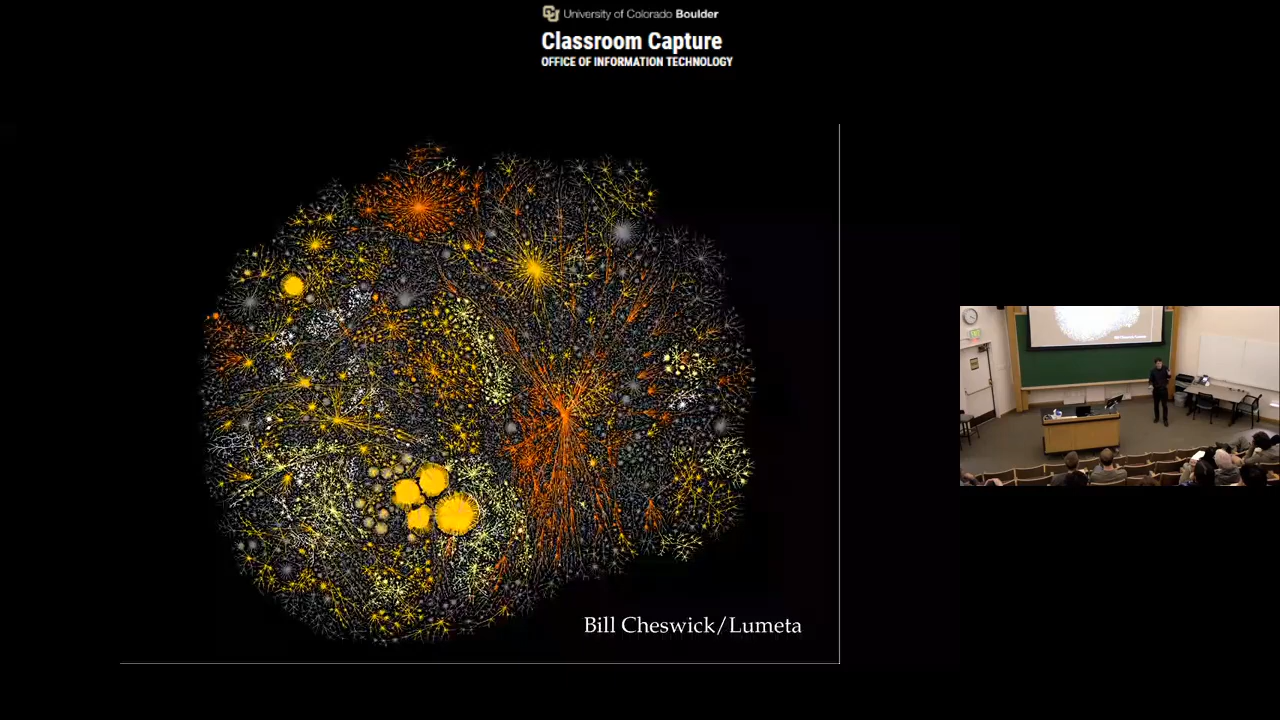 University of Colorado Boulder
Classroom Capture
OFFICE OF INFORMATION TECHNOLOGY
Bill Cheswick/Lumeta